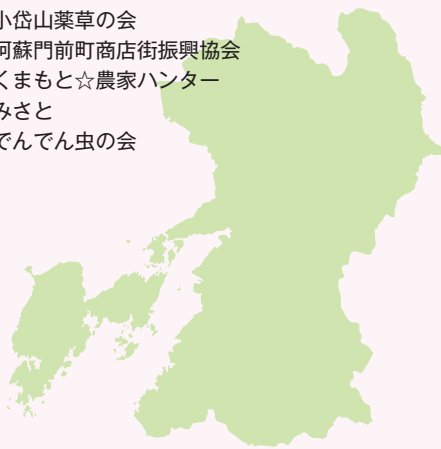 小岱山薬草の会
阿蘇門前町商店街振興協会
くまもと☆農家ハンター
みさと
でんでん虫の会